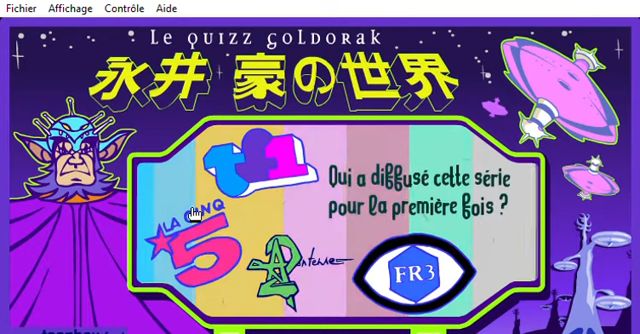 Fichier Affichage Contrôle Aide
Le quizz goldorak
永井 豪の世界
tf1
Qui a diffusé cette série
pour la première fois ?
LA CINQ
5
A2
Antenne
FR3